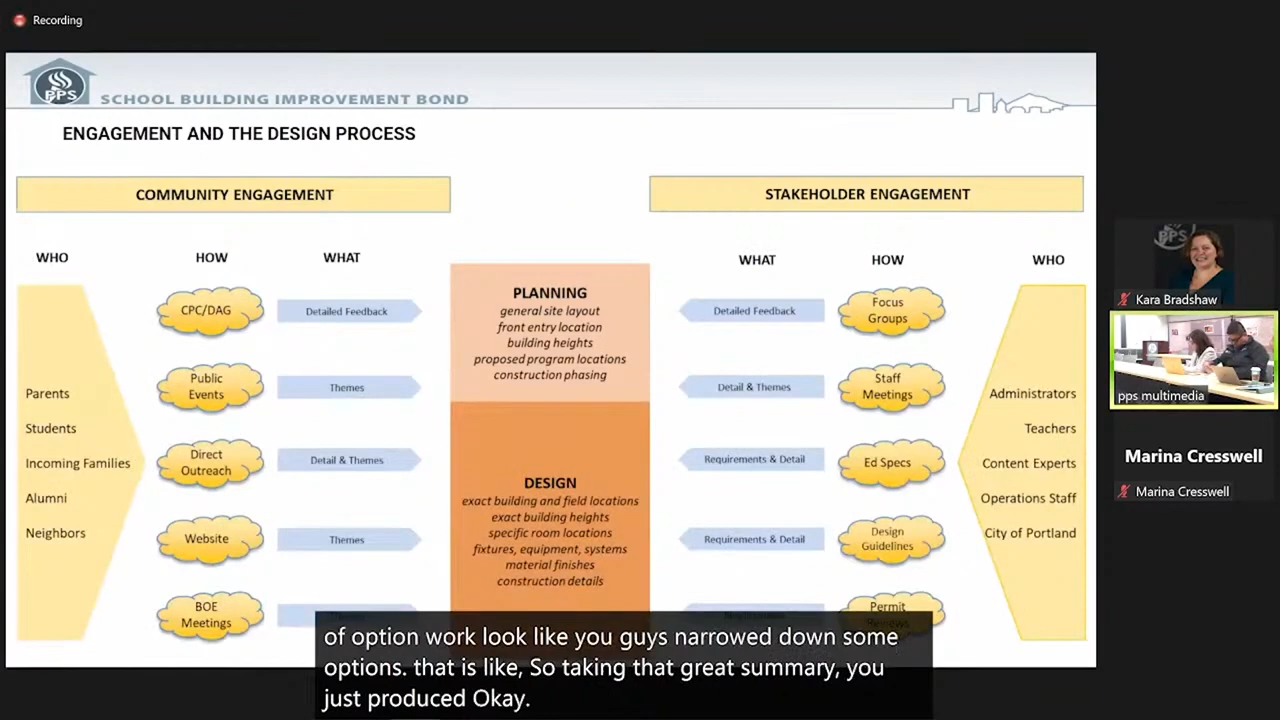 Recording
PPS
SCHOOL BUILDING IMPROVEMENT BOND
ENGAGEMENT AND THE DESIGN PROCESS
COMMUNITY ENGAGEMENT
WHO
HOW
WHAT
Parents
Students
Incoming Families
Alumni
Neighbors
CPC/DAG
Detailed Feedback
Public
Events
Themes
Direct
Outreach
Detail & Themes
Website
Themes
BOE
Meetings
PLANNING
general site layout
front entry location
building heights
proposed program locations
construction phasing
DESIGN
exact building and field locations
exact building heights
specific room locations
fixtures, equipment, systems
material finishes
construction details
STAKEHOLDER ENGAGEMENT
WHAT
HOW
WHO
Detailed Feedback
Focus
Groups
Detail & Themes
Staff
Meetings
Requirements & Detail
Ed Specs
Requirements & Detail
Design
Guidelines
Permit
Reviews
Administrators
Teachers
Content Experts
Operations Staff
City of Portland
of option work look like you guys narrowed down some
options. that is like, So taking that great summary, you
just produced Okay.
PPS
Kara Bradshaw
pps multimedia
Marina Cresswell
Marina Cresswell